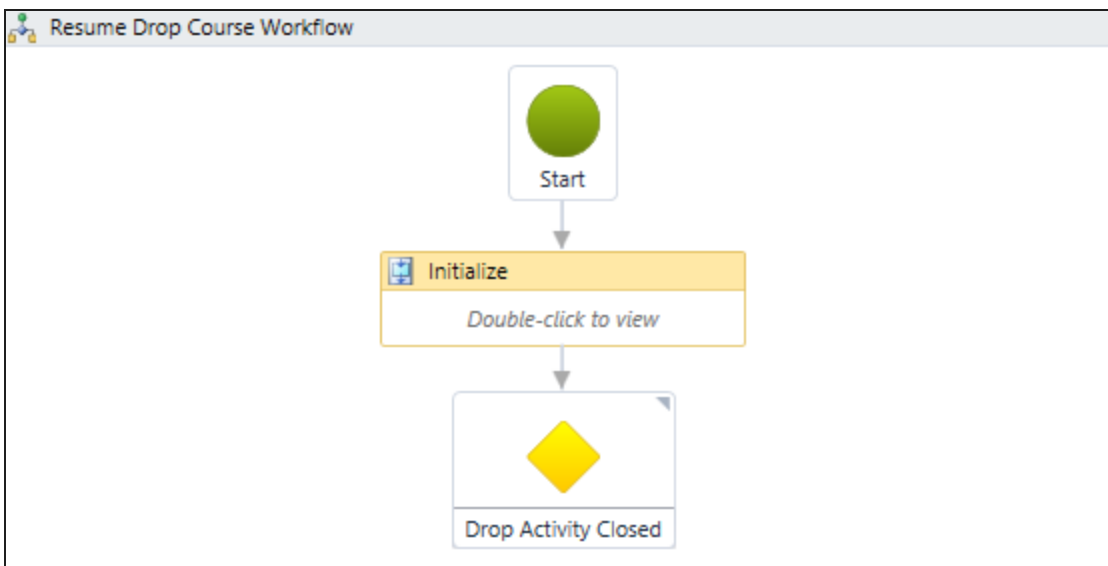 Resume Drop Course Workflow
Start
Initialize
Double-click to view
Drop Activity Closed